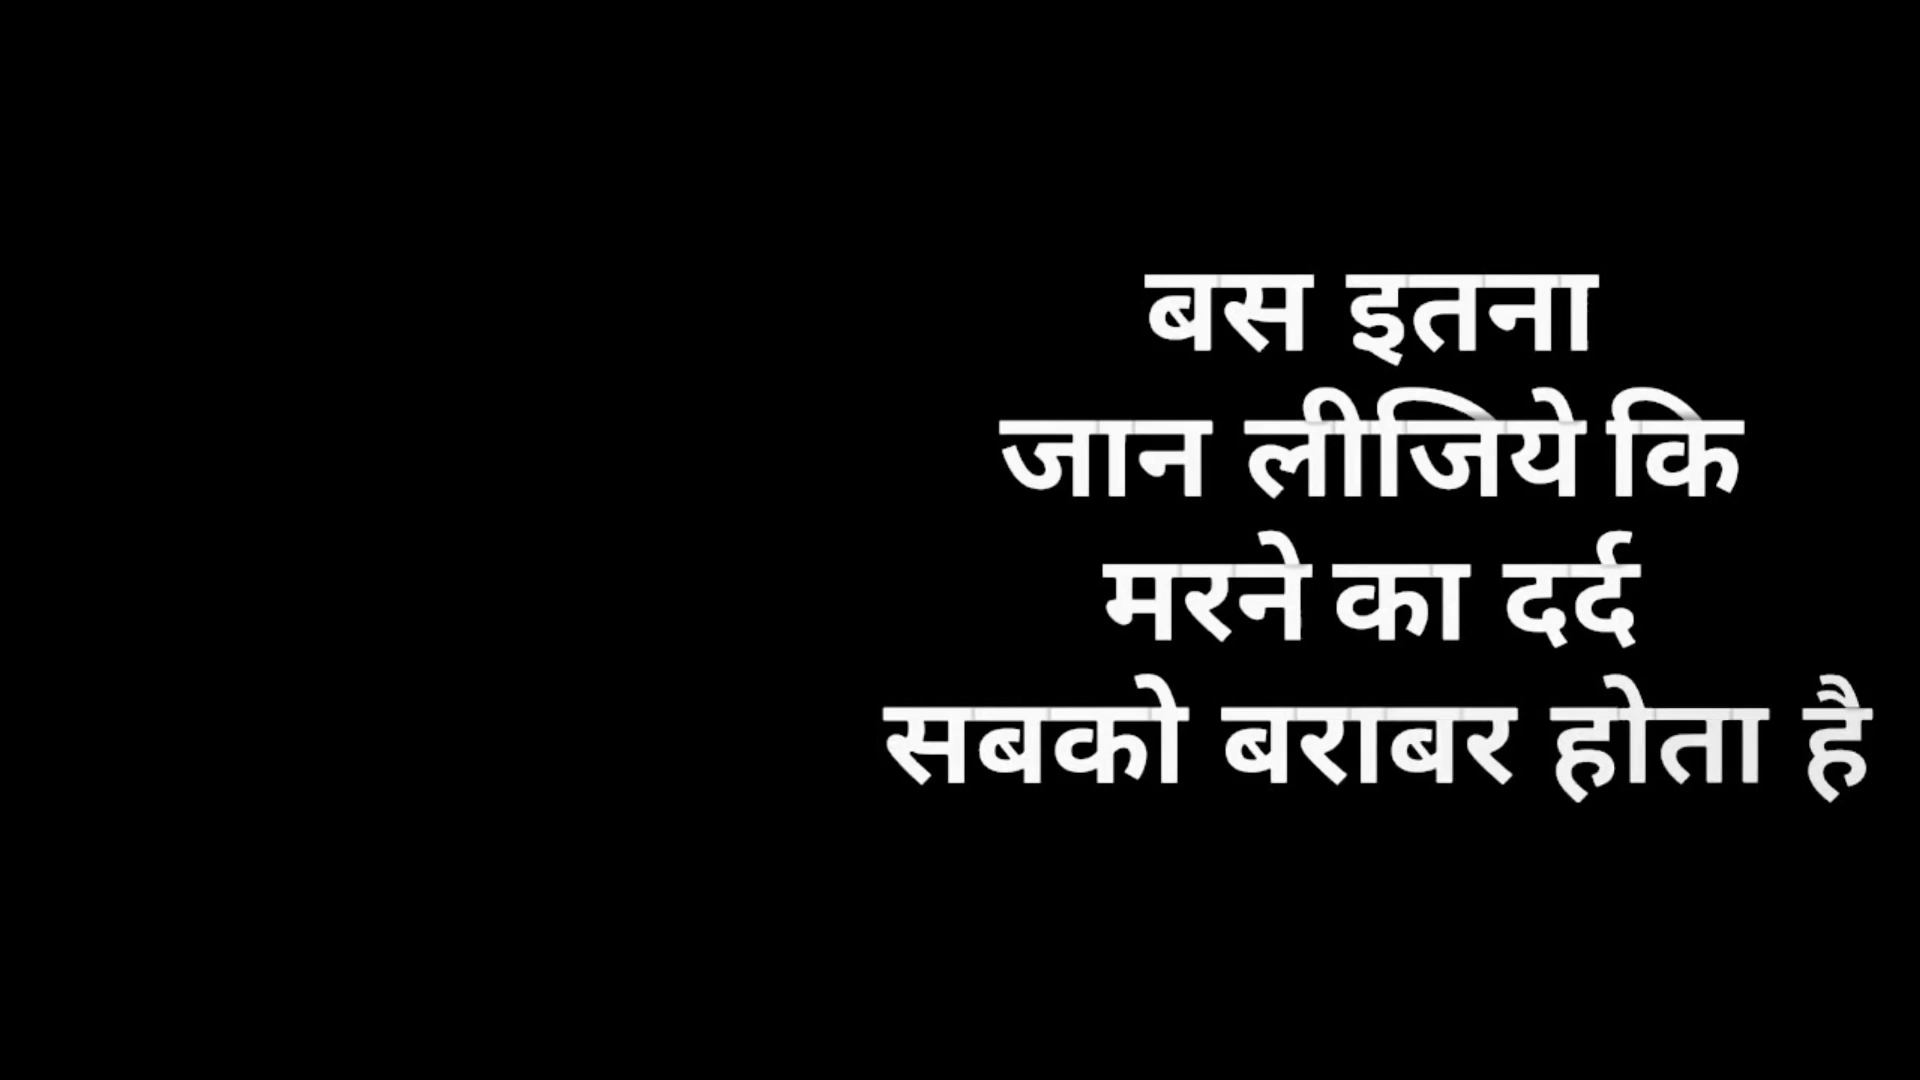 बस इतना
जान लीजिये कि
मरने का दर्द
सबको बराबर होता है